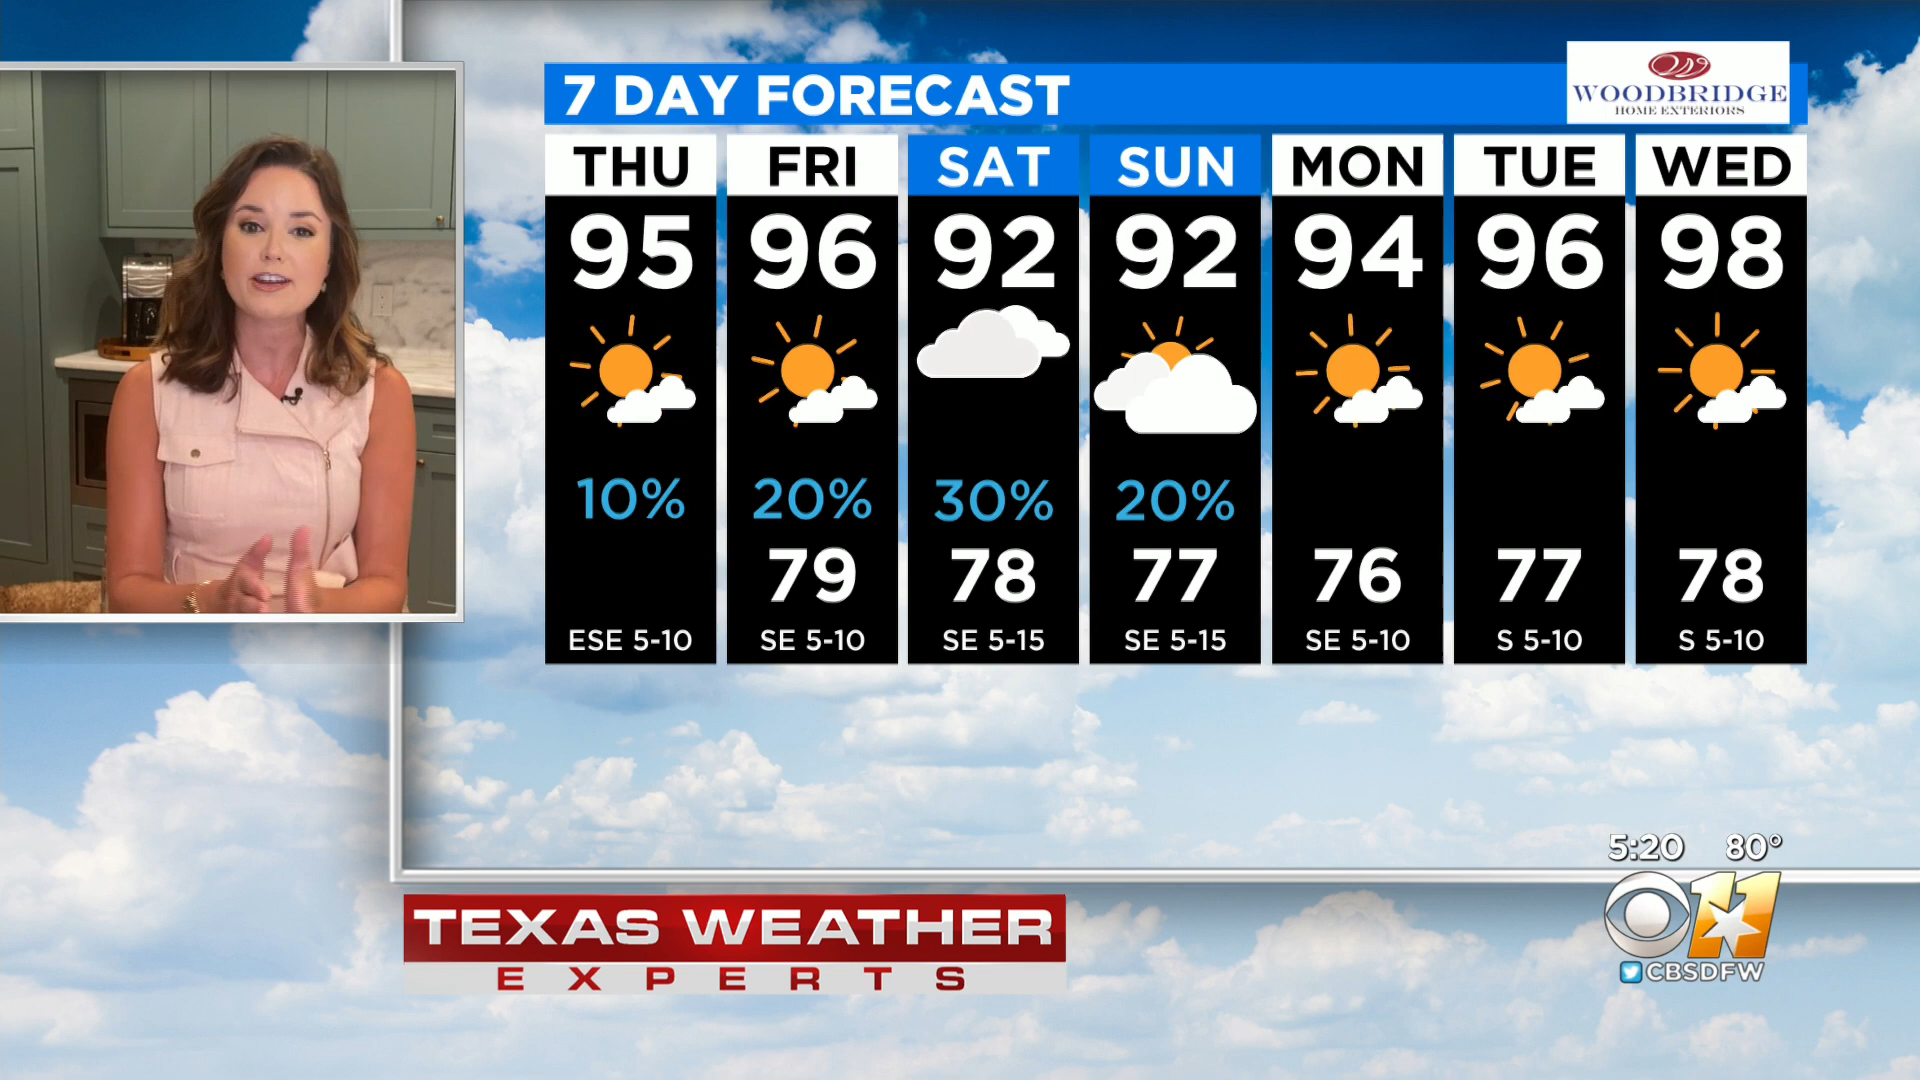 7 DAY FORECAST
WOODBRIDGE
HOME EXTERIORS
THU FRI SAT SUN MON TUE WED
95 96 92 92 94 96 98
10% 20% 30% 20%
79 78 77 76 77 78
ESE 5-10 SE 5-10 SE 5-15 SE 5-15 SE 5-10 S 5-10 S 5-10
5:20 80°
11
TEXAS WEATHER
EXPERTS
CBSDFW